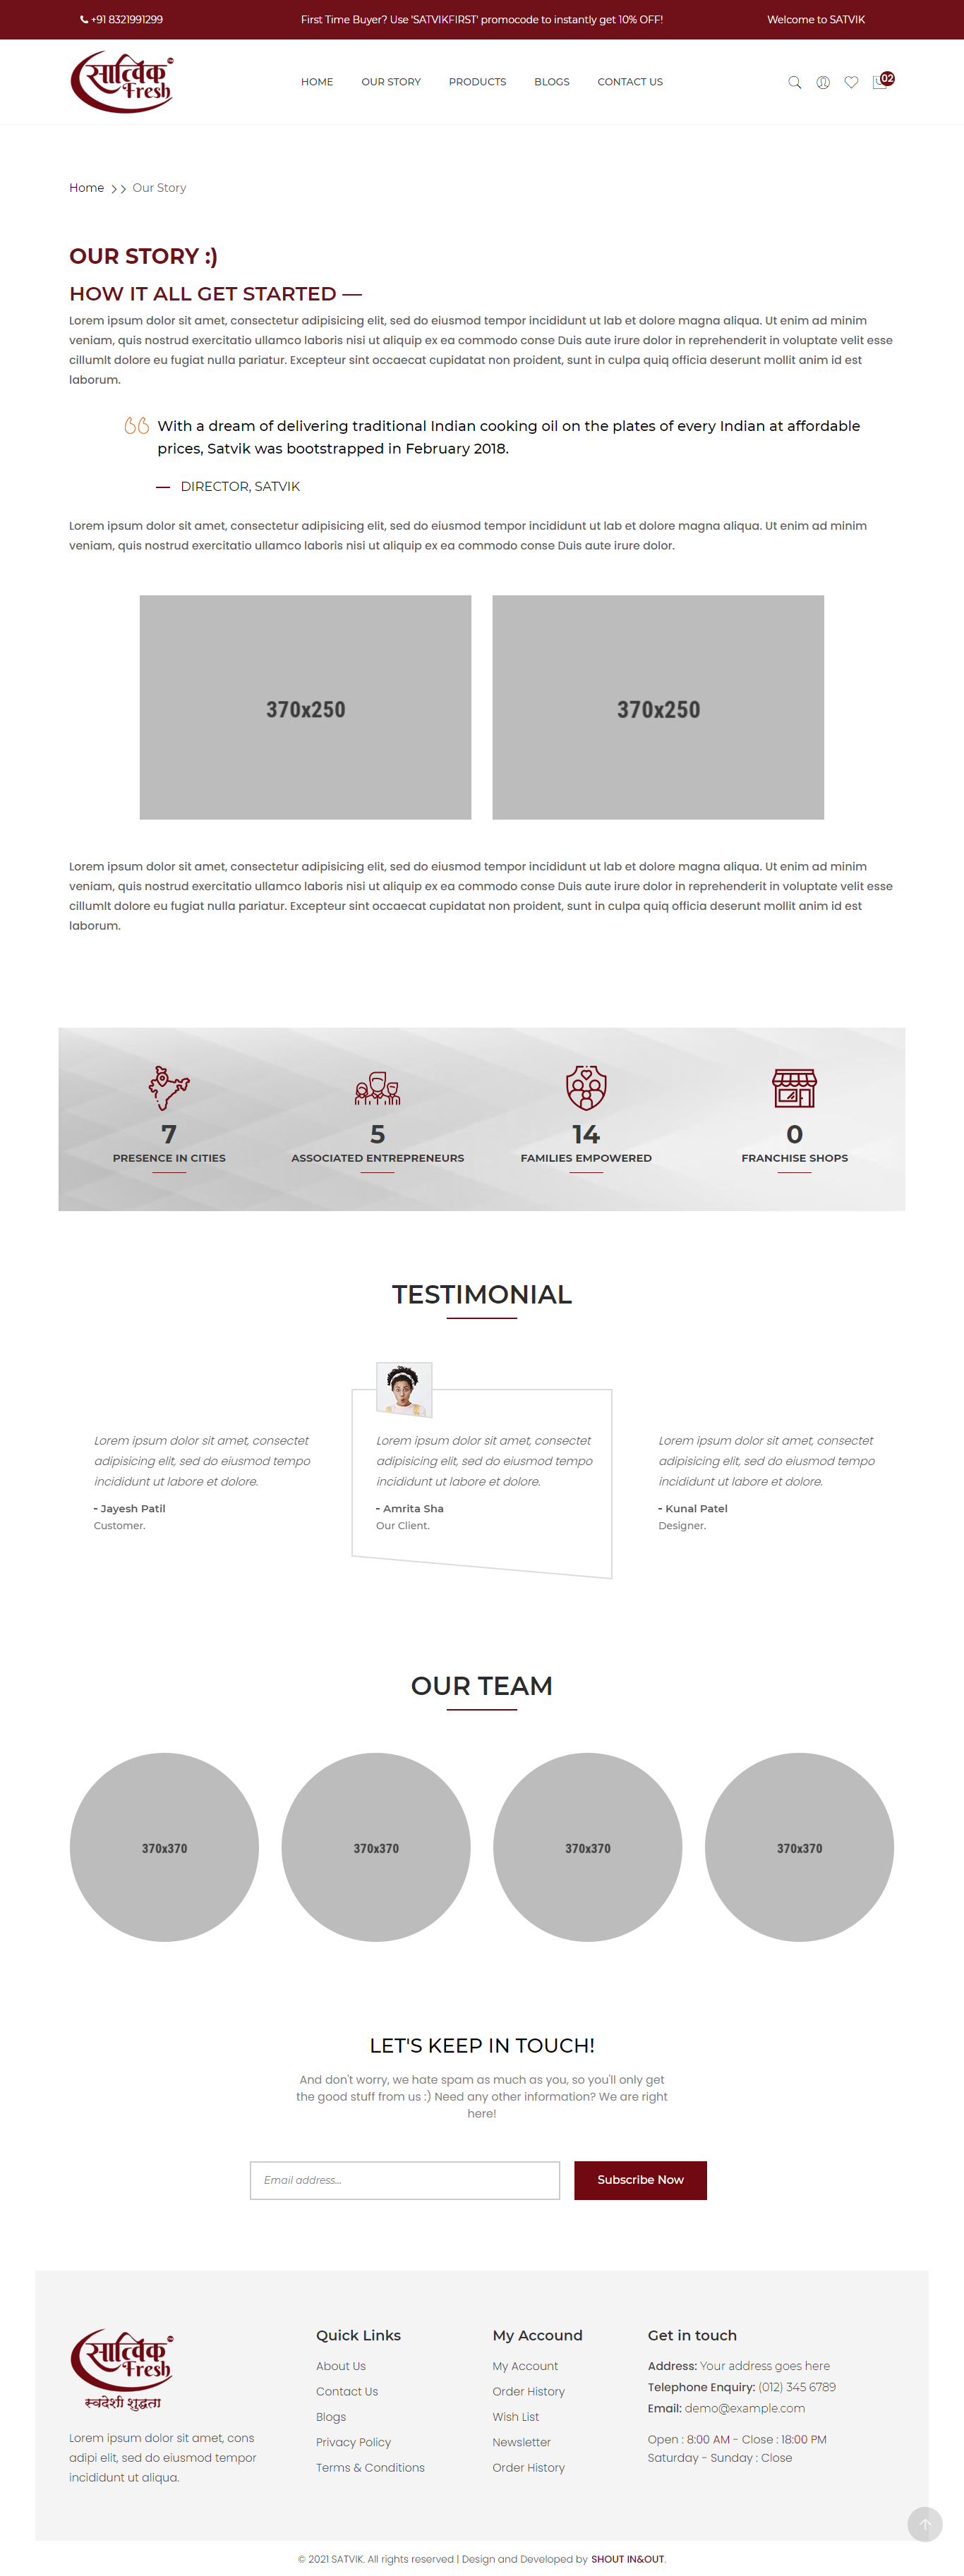 +91 8321991299
First Time Buyer? Use 'SATVIKFIRST' promocode to instantly get 10% OFF!
Welcome to SATVIK
सात्विक
Fresh
HOME
OUR STORY
PRODUCTS
BLOGS
CONTACT US
02
Home
Our Story
OUR STORY :)
HOW IT ALL GET STARTED —
Lorem ipsum dolor sit amet, consectetur adipisicing elit, sed do eiusmod tempor incididunt ut lab et dolore magna aliqua. Ut enim ad minim
veniam, quis nostrud exercitatio ullamco laboris nisi ut aliquip ex ea commodo conse Duis aute irure dolor in reprehenderit in voluptate velit esse
cillumlt dolore eu fugiat nulla pariatur. Excepteur sint occaecat cupidatat non proident, sunt in culpa quiq officia deserunt mollit anim id est
laborum.
With a dream of delivering traditional Indian cooking oil on the plates of every Indian at affordable
prices, Satvik was bootstrapped in February 2018.
DIRECTOR, SATVIK
Lorem ipsum dolor sit amet, consectetur adipisicing elit, sed do eiusmod tempor incididunt ut lab et dolore magna aliqua. Ut enim ad minim
veniam, quis nostrud exercitatio ullamco laboris nisi ut aliquip ex ea commodo conse Duis aute irure dolor.
370x250
370x250
Lorem ipsum dolor sit amet, consectetur adipisicing elit, sed do eiusmod tempor incididunt ut lab et dolore magna aliqua. Ut enim ad minim
veniam, quis nostrud exercitatio ullamco laboris nisi ut aliquip ex ea commodo conse Duis aute irure dolor in reprehenderit in voluptate velit esse
cillumlt dolore eu fugiat nulla pariatur. Excepteur sint occaecat cupidatat non proident, sunt in culpa quiq officia deserunt mollit anim id est
laborum.
7
PRESENCE IN CITIES
5
ASSOCIATED ENTREPRENEURS
14
FAMILIES EMPOWERED
0
FRANCHISE SHOPS
TESTIMONIAL
Lorem ipsum dolor sit amet, consectet
adipisicing elit, sed do eiusmod tempo
incididunt ut labore et dolore.
- Jayesh Patil
Customer.
Lorem ipsum dolor sit amet, consectet
adipisicing elit, sed do eiusmod tempo
incididunt ut labore et dolore.
- Amrita Sha
Our Client.
Lorem ipsum dolor sit amet, consectet
adipisicing elit, sed do eiusmod tempo
incididunt ut labore et dolore.
- Kunal Patel
Designer.
OUR TEAM
370x370
370x370
370x370
370x370
LET'S KEEP IN TOUCH!
And don't worry, we hate spam as much as you, so you'll only get
the good stuff from us :) Need any other information? We are right
here!
Email address...
Subscribe Now
सात्विक
Fresh
स्वदेशी शुद्धता
Lorem ipsum dolor sit amet, cons
adipi elit, sed do eiusmod tempor
incididunt ut aliqua.
Quick Links
About Us
Contact Us
Blogs
Privacy Policy
Terms & Conditions
My Accound
My Account
Order History
Wish List
Newsletter
Order History
Get in touch
Address: Your address goes here
Telephone Enquiry: (012) 345 6789
Email: demo@example.com
Open : 8:00 AM - Close : 18:00 PM
Saturday - Sunday : Close
© 2021 SATVIK. All rights reserved | Design and Developed by SHOUT IN&OUT.